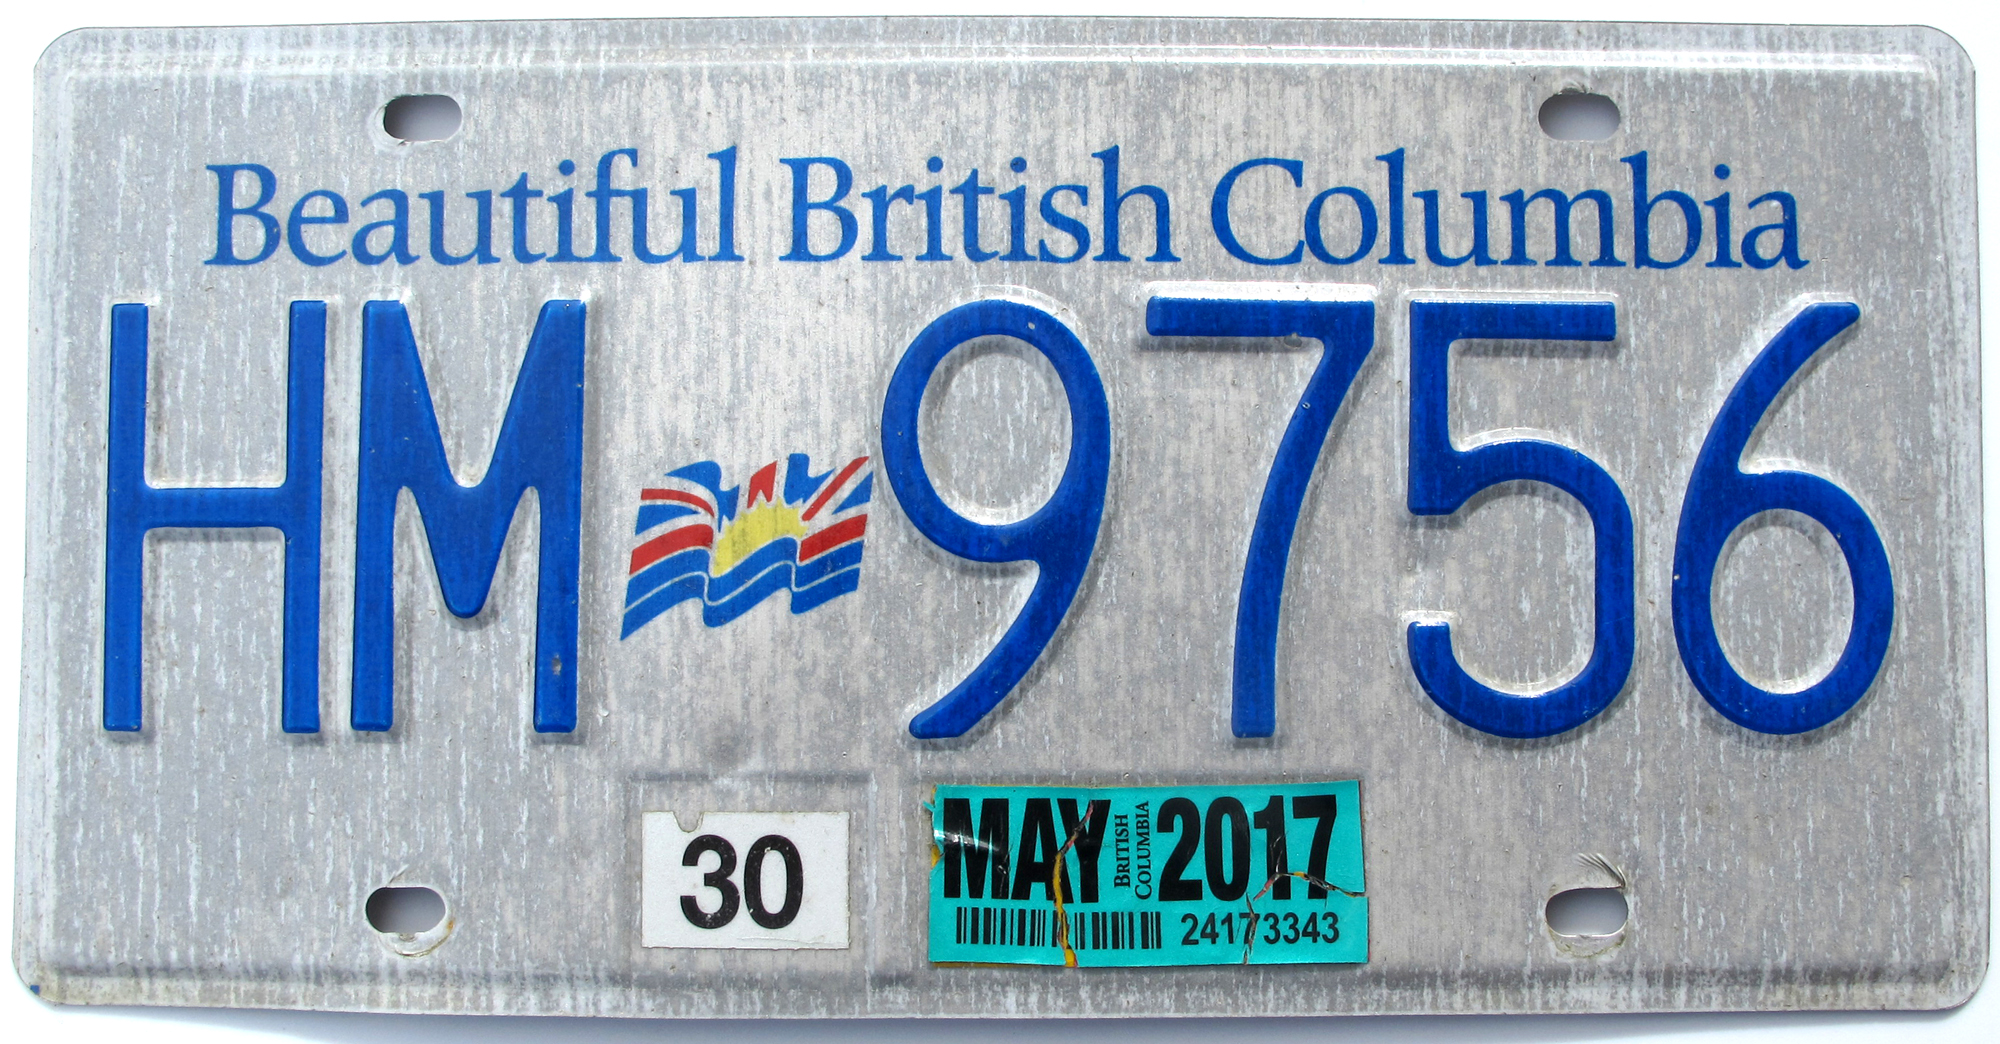 Beautiful British Columbia
HM 9756
30
MAY BRITISH COLUMBIA 2017
24173343